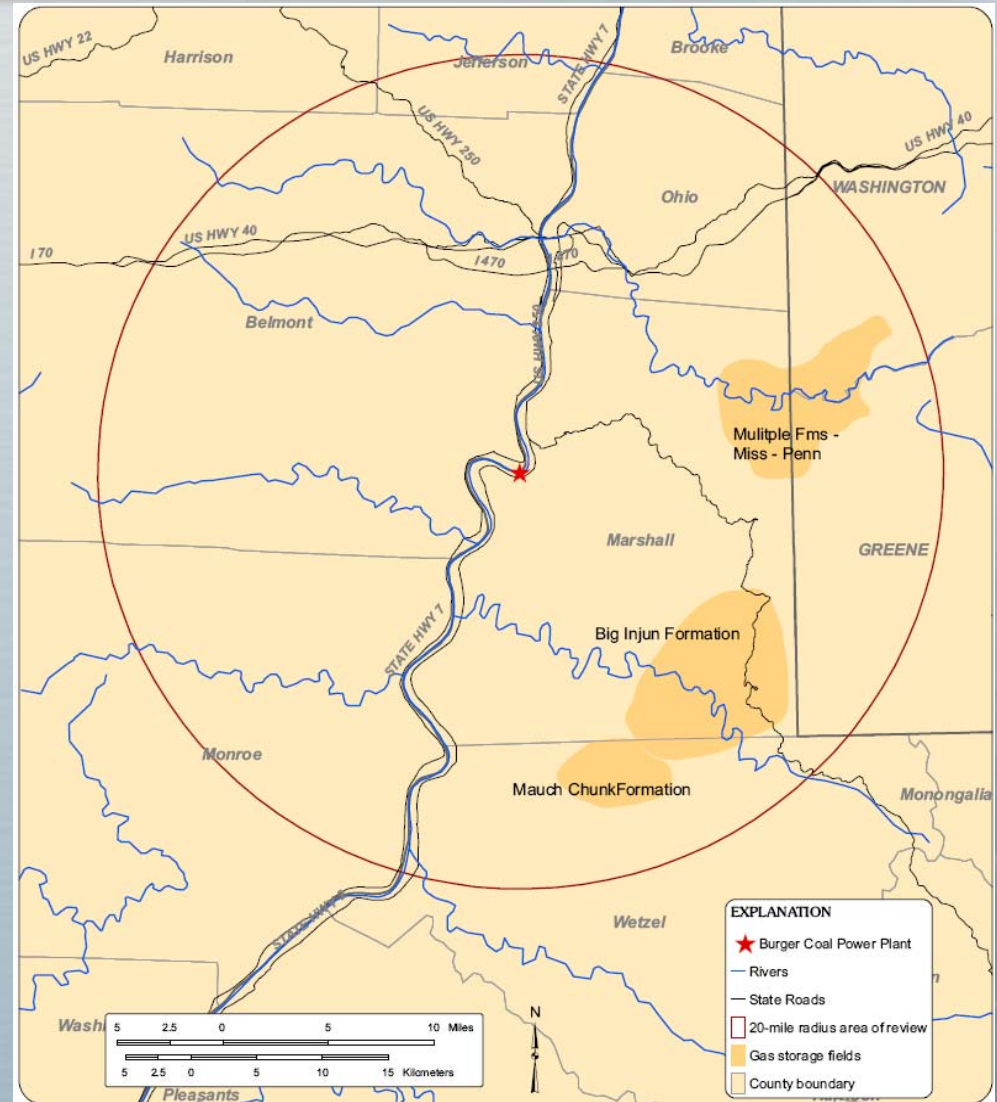 US HWY 22
Harrison
Jefferson
STATE HWY 7
Brooke
US HWY 250
US HWY 40
WASHINGTON
Ohio
US HWY 40
I 70
I 470
Belmont
Mulitple Fms -
Miss - Penn
Marshall
GREENE
Big Injun Formation
STATE HWY 7
Monroe
Mauch ChunkFormation
Monongalia
Wetzel
EXPLANATION
Burger Coal Power Plant
Rivers
State Roads
20-mile radius area of review
Gas storage fields
County boundary
N
5 2.5 0 5 10 Miles
5 2.5 0 5 10 15 Kilometers
Pleasants